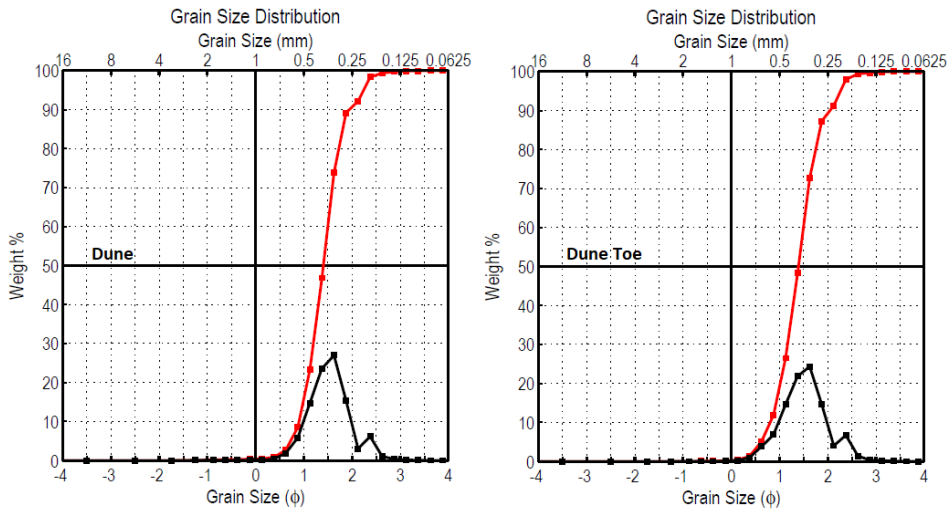 Grain Size Distribution
Grain Size (mm)
16 8 4 2 1 0.5 0.25 0.125 0.0625
100
90
80
70
60
50
40
30
20
10
0
Weight %
Dune
-4 -3 -2 -1 0 1 2 3 4
Grain Size (ϕ)
Grain Size Distribution
Grain Size (mm)
16 8 4 2 1 0.5 0.25 0.125 0.0625
100
90
80
70
60
50
40
30
20
10
0
Weight %
Dune Toe
-4 -3 -2 -1 0 1 2 3 4
Grain Size (ϕ)